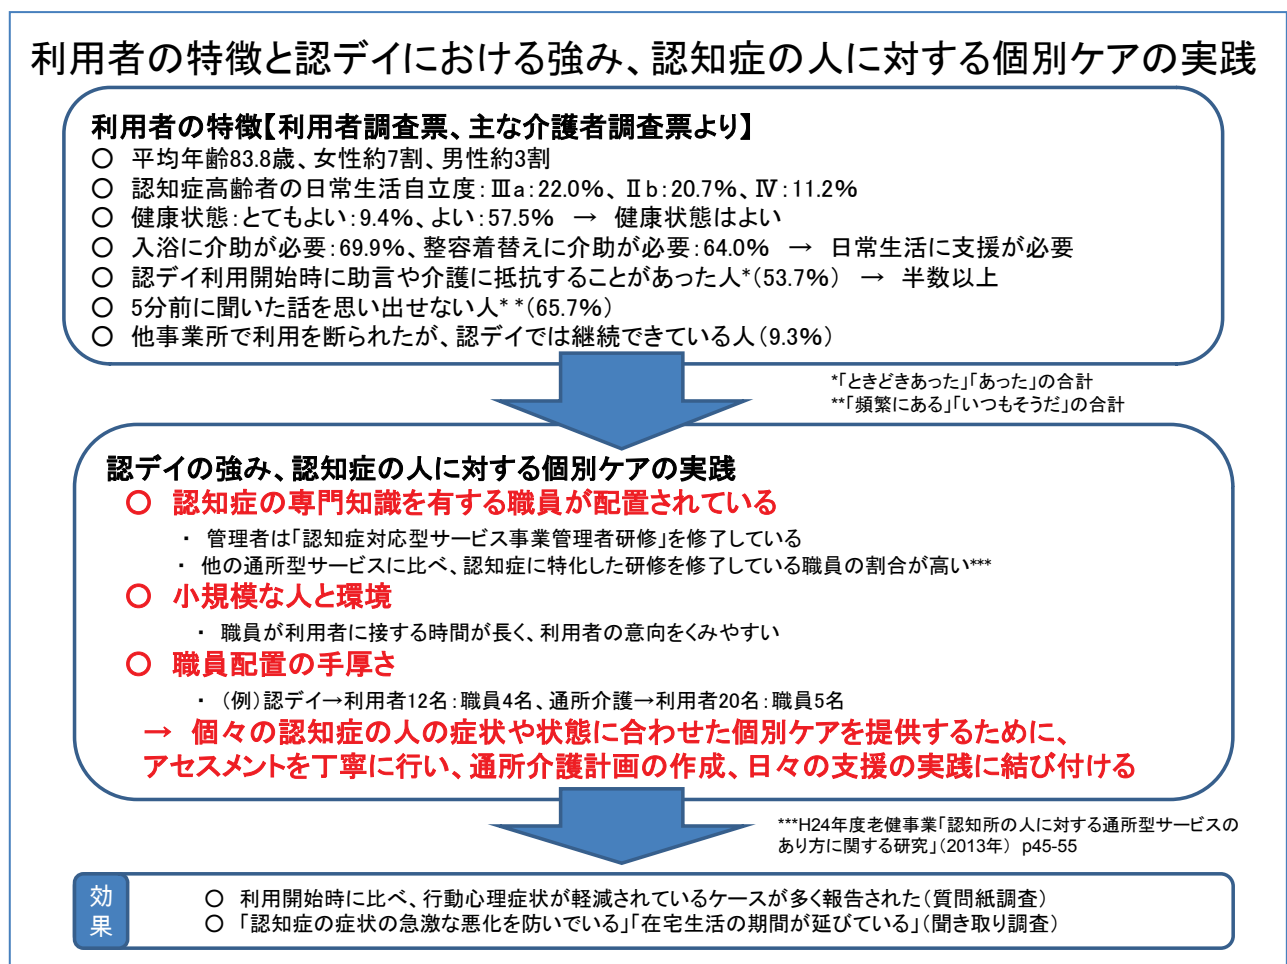 利用者の特徴と認デイにおける強み、認知症の人に対する個別ケアの実践
利用者の特徴【利用者調査票、主な介護者調査票より】
○ 平均年齢83.8歳、女性約7割、男性約3割
○ 認知症高齢者の日常生活自立度：Ⅲa：22.0％、Ⅱb：20.7％、Ⅳ：11.2％
○ 健康状態：とてもよい：9.4％、よい：57.5％ → 健康状態はよい
○ 入浴に介助が必要：69.9％、整容着替えに介助が必要：64.0％ → 日常生活に支援が必要
○ 認デイ利用開始時に助言や介護に抵抗することがあった人*（53.7％） → 半数以上
○ 5分前に聞いた話を思い出せない人**（65.7％）
○ 他事業所で利用を断られたが、認デイでは継続できている人（9.3％）
*「ときどきあった」「あった」の合計
**「頻繁にある」「いつもそうだ」の合計
認デイの強み、認知症の人に対する個別ケアの実践
○ 認知症の専門知識を有する職員が配置されている
・ 管理者は「認知症対応型サービス事業管理者研修」を修了している
・ 他の通所型サービスに比べ、認知症に特化した研修を修了している職員の割合が高い***
○ 小規模な人と環境
・ 職員が利用者に接する時間が長く、利用者の意向をくみやすい
○ 職員配置の手厚さ
・ （例）認デイ→利用者12名：職員4名、通所介護→利用者20名：職員5名
→ 個々の認知症の人の症状や状態に合わせた個別ケアを提供するために、
アセスメントを丁寧に行い、通所介護計画の作成、日々の支援の実践に結び付ける
***H24年度老健事業「認知所の人に対する通所型サービスの
あり方に関する研究」（2013年） p45-55
効果
○ 利用開始時に比べ、行動心理症状が軽減されているケースが多く報告された（質問紙調査）
○ 「認知症の症状の急激な悪化を防いでいる」「在宅生活の期間が延びている」（聞き取り調査）